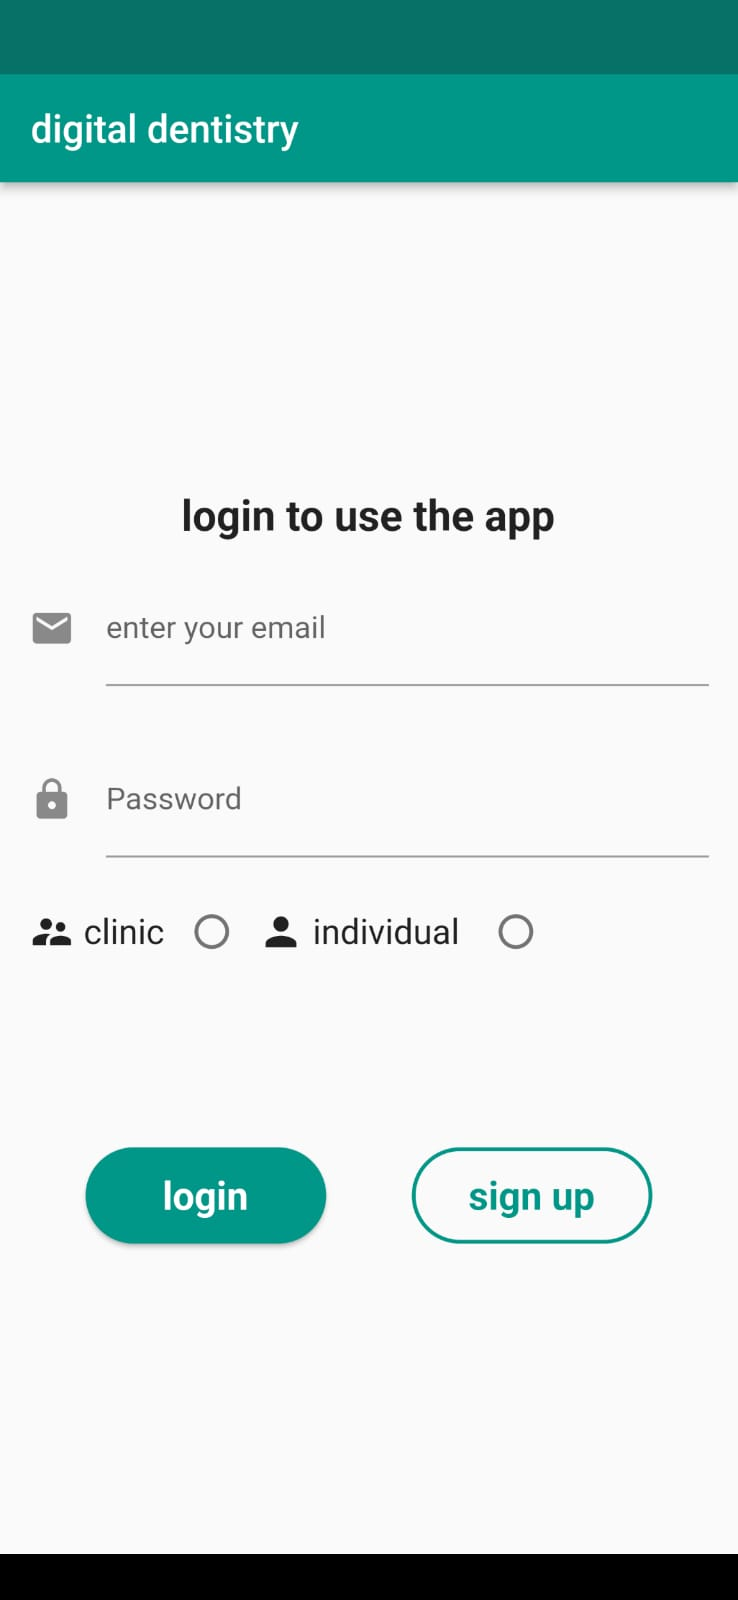 digital dentistry
login to use the app
enter your email
Password
clinic individual
login sign up